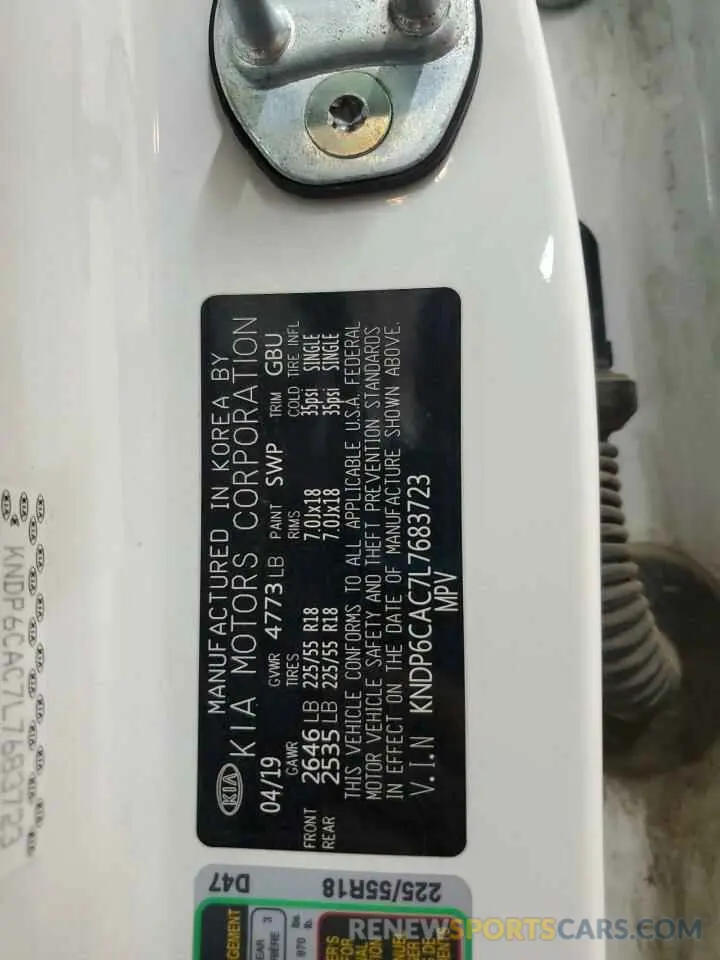 KIA
MANUFACTURED IN KOREA BY
KIA MOTORS CORPORATION
04/19 GVWR 4773 LB PAINT SWP TRIM GBU
GAWR TIRES RIMS COLD TIRE INFL
FRONT 2646 LB 225/55 R18 7.0Jx18 35psi SINGLE
REAR 2535 LB 225/55 R18 7.0Jx18 35psi SINGLE
THIS VEHICLE CONFORMS TO ALL APPLICABLE U.S.A. FEDERAL
MOTOR VEHICLE SAFETY AND THEFT PREVENTION STANDARDS
IN EFFECT ON THE DATE OF MANUFACTURE SHOWN ABOVE.
V.I.N KNDP6CAC7L7683723
MPV
KNDP6CAC7L7683723
D47 225/55R18
RENEWSCARS.COM